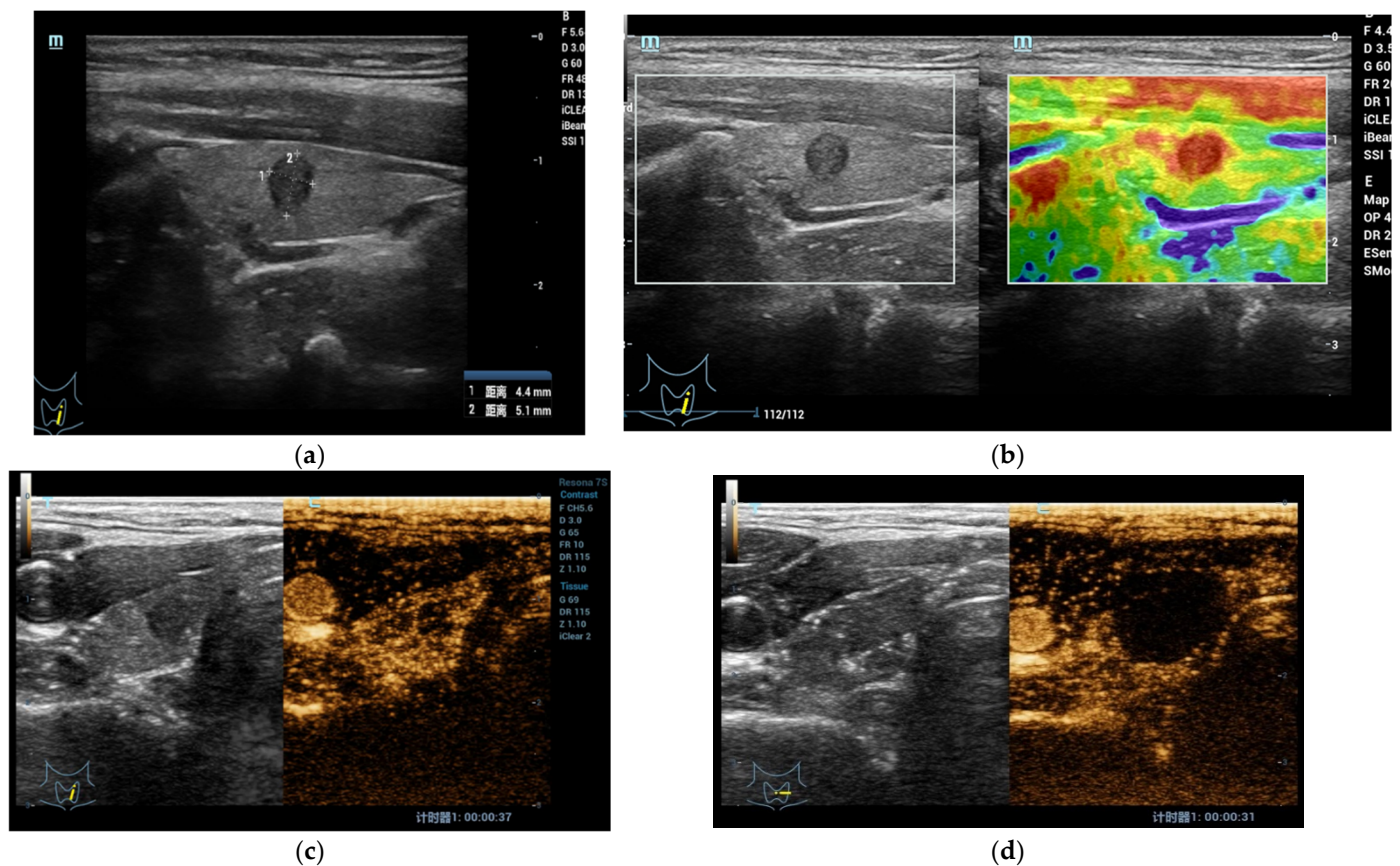 B
m
F 5.6
D 3.0
G 60
FR 48
DR 13
iCLEA
iBeam
SSI 1
0
1
2
1
2
1 距离 4.4 mm
2 距离 5.1 mm
(a)
m
m
rd
F 4.4
D 3.5
G 60
FR 20
DR 1
iCLE
iBear
SSI 1
E
Map
OP 4
DR 2
ESen
SMo
0
1
2
3
112/112
(b)
Resona 7S
Contrast
F CH5.6
D 3.0
G 65
FR 10
DR 115
Z 1.10
Tissue
G 69
DR 115
Z 1.10
iClear 2
计时器1: 00:00:37
(c)
计时器1: 00:00:31
(d)